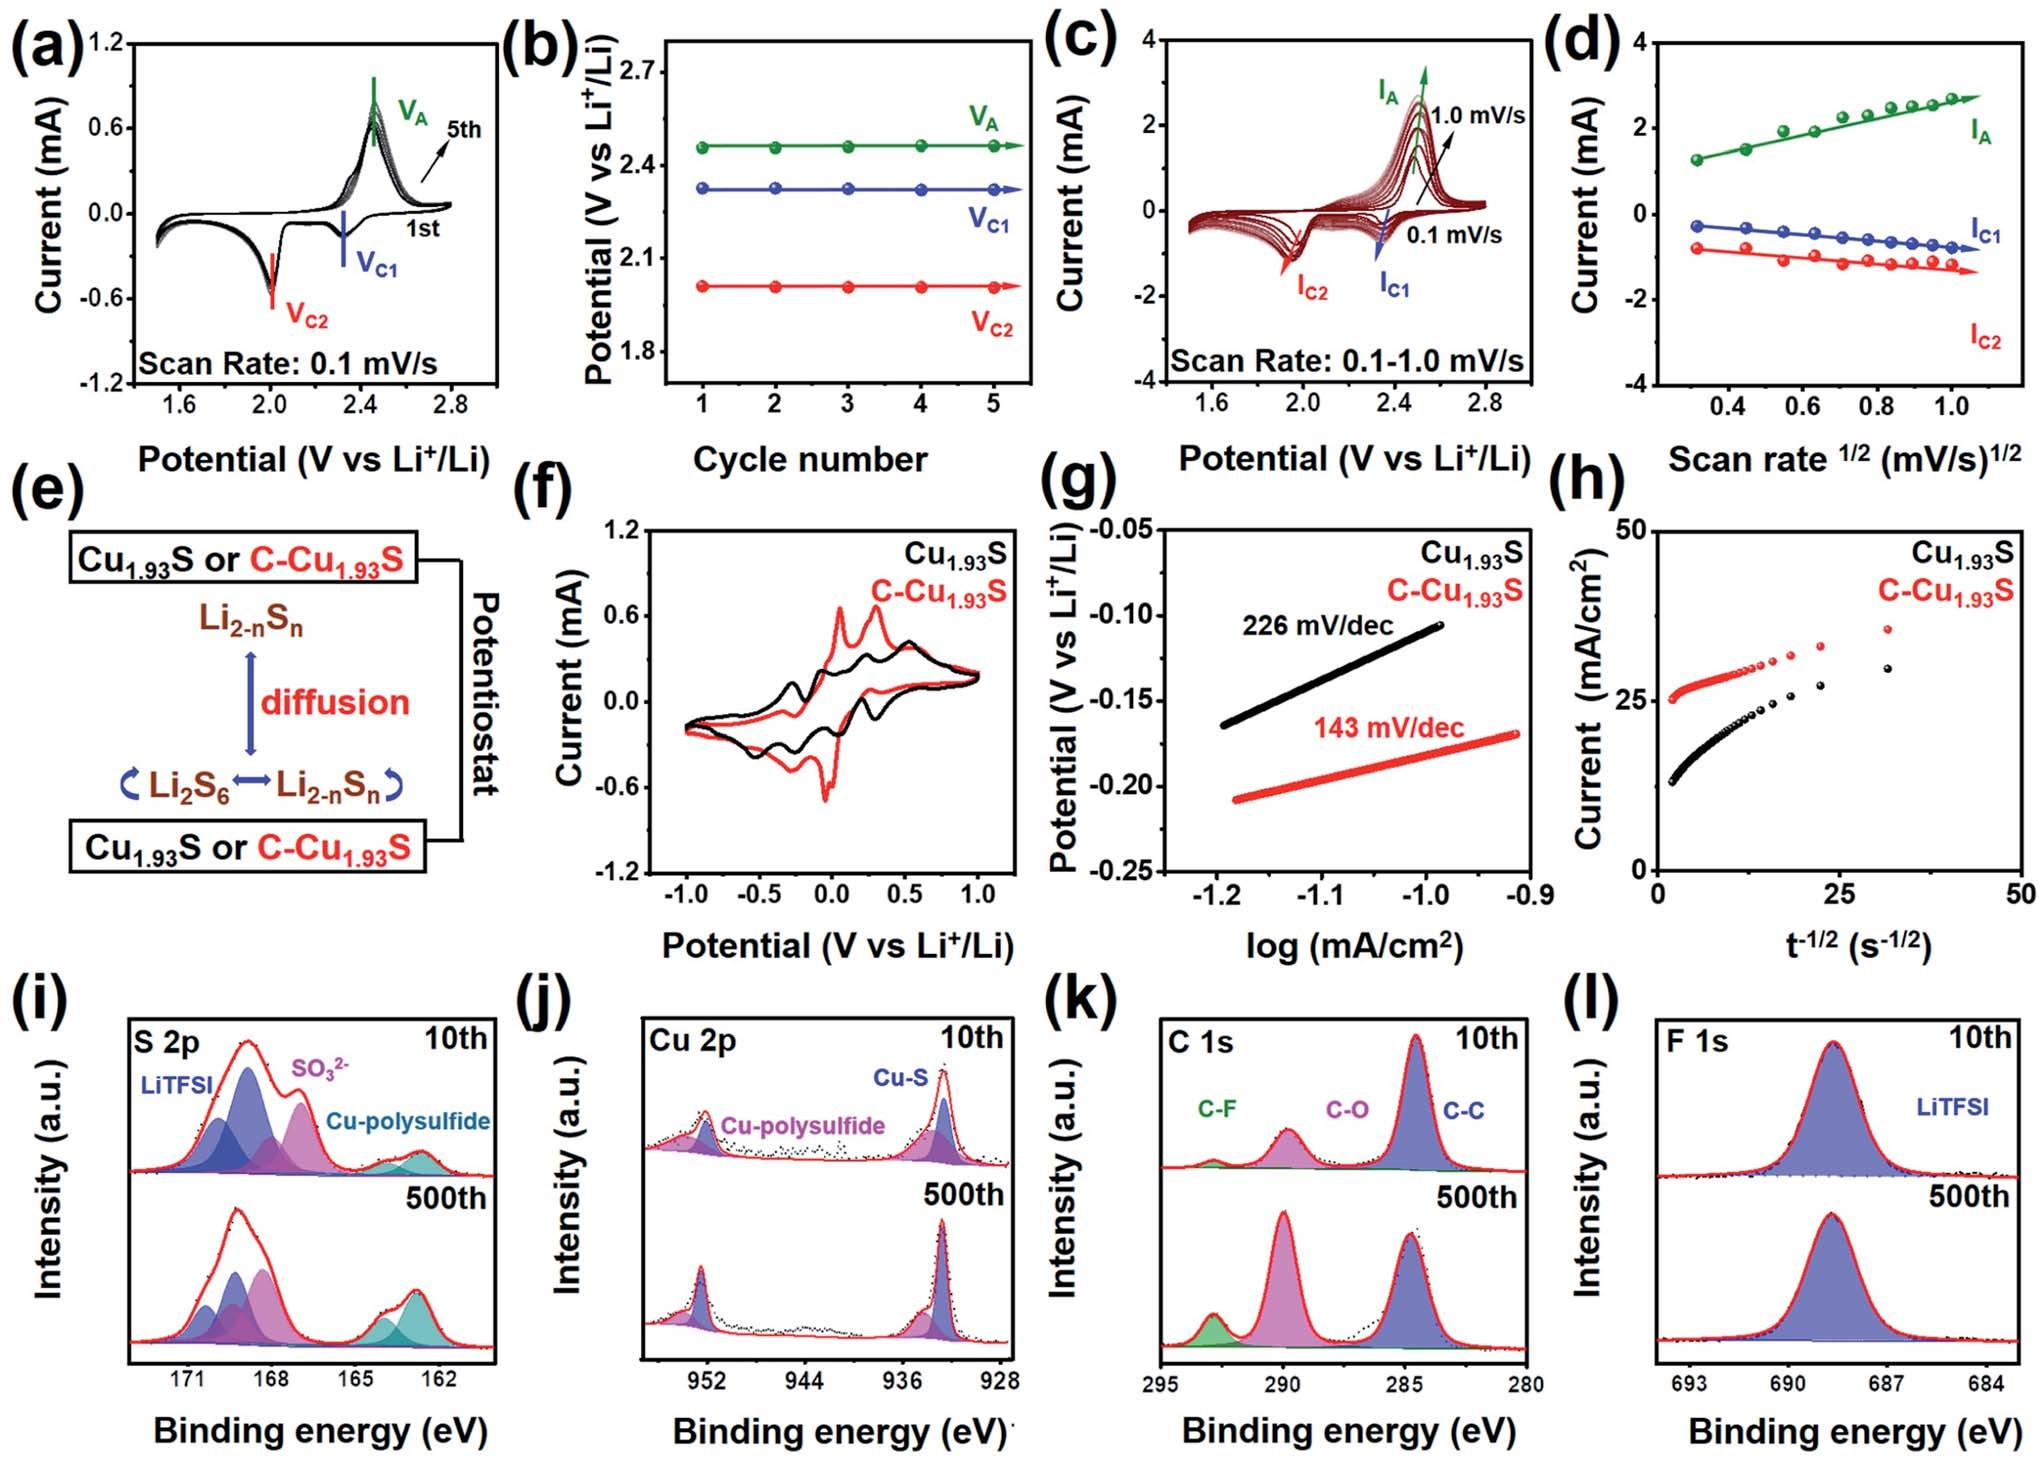 (a)
1.2
0.6
0.0
-0.6
-1.2
Current (mA)
V_A
5th
1st
V_C1
V_C2
Scan Rate: 0.1 mV/s
1.6 2.0 2.4 2.8
Potential (V vs Li⁺/Li)
(b)
2.7
2.4
2.1
1.8
Potential (V vs Li⁺/Li)
V_A
V_C1
V_C2
1 2 3 4 5
Cycle number
(c)
4
2
0
-2
-4
Current (mA)
I_A
1.0 mV/s
0.1 mV/s
I_C2
I_C1
Scan Rate: 0.1-1.0 mV/s
1.6 2.0 2.4 2.8
Potential (V vs Li⁺/Li)
(d)
4
2
0
-2
-4
Current (mA)
I_A
I_C1
I_C2
0.4 0.6 0.8 1.0
Scan rate ¹/² (mV/s)¹/²
(e)
Cu₁.₉₃S or C-Cu₁.₉₃S
Li₂₋ₙSₙ
diffusion
Li₂S₆ Li₂₋ₙSₙ
Cu₁.₉₃S or C-Cu₁.₉₃S
Potentiostat
(f)
1.2
0.6
0.0
-0.6
-1.2
Current (mA)
Cu₁.₉₃S
C-Cu₁.₉₃S
-1.0 -0.5 0.0 0.5 1.0
Potential (V vs Li⁺/Li)
(g)
-0.05
-0.10
-0.15
-0.20
-0.25
Potential (V vs Li⁺/Li)
Cu₁.₉₃S
C-Cu₁.₉₃S
226 mV/dec
143 mV/dec
-1.2 -1.1 -1.0 -0.9
log (mA/cm²)
(h)
50
25
0
Current (mA/cm²)
Cu₁.₉₃S
C-Cu₁.₉₃S
0 25 50
t⁻¹/² (s⁻¹/²)
(i)
S 2p
10th
LiTFSI
SO₃²⁻
Cu-polysulfide
500th
Intensity (a.u.)
171 168 165 162
Binding energy (eV)
(j)
Cu 2p
10th
Cu-S
Cu-polysulfide
500th
Intensity (a.u.)
952 944 936 928
Binding energy (eV)
(k)
C 1s
10th
C-F
C-O
C-C
500th
Intensity (a.u.)
295 290 285 280
Binding energy (eV)
(l)
F 1s
10th
LiTFSI
500th
Intensity (a.u.)
693 690 687 684
Binding energy (eV)